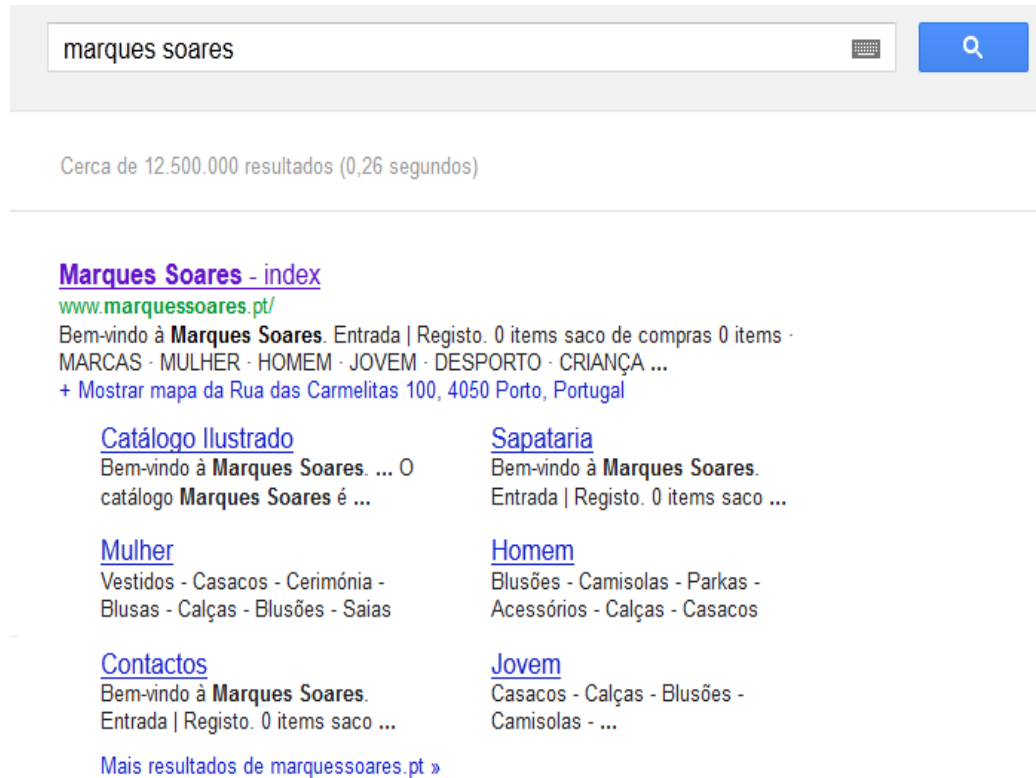 marques soares
Cerca de 12.500.000 resultados (0,26 segundos)
Marques Soares - index
www.marquessoares.pt/
Bem-vindo à Marques Soares. Entrada | Registo. 0 items saco de compras 0 items ·
MARCAS · MULHER · HOMEM · JOVEM · DESPORTO · CRIANÇA ...
+ Mostrar mapa da Rua das Carmelitas 100, 4050 Porto, Portugal
Catálogo Ilustrado
Bem-vindo à Marques Soares. ... O
catálogo Marques Soares é ...
Sapataria
Bem-vindo à Marques Soares.
Entrada | Registo. 0 items saco ...
Mulher
Vestidos - Casacos - Cerimónia -
Blusas - Calças - Blusões - Saias
Homem
Blusões - Camisolas - Parkas -
Acessórios - Calças - Casacos
Contactos
Bem-vindo à Marques Soares.
Entrada | Registo. 0 items saco ...
Jovem
Casacos - Calças - Blusões -
Camisolas - ...
Mais resultados de marquessoares.pt »